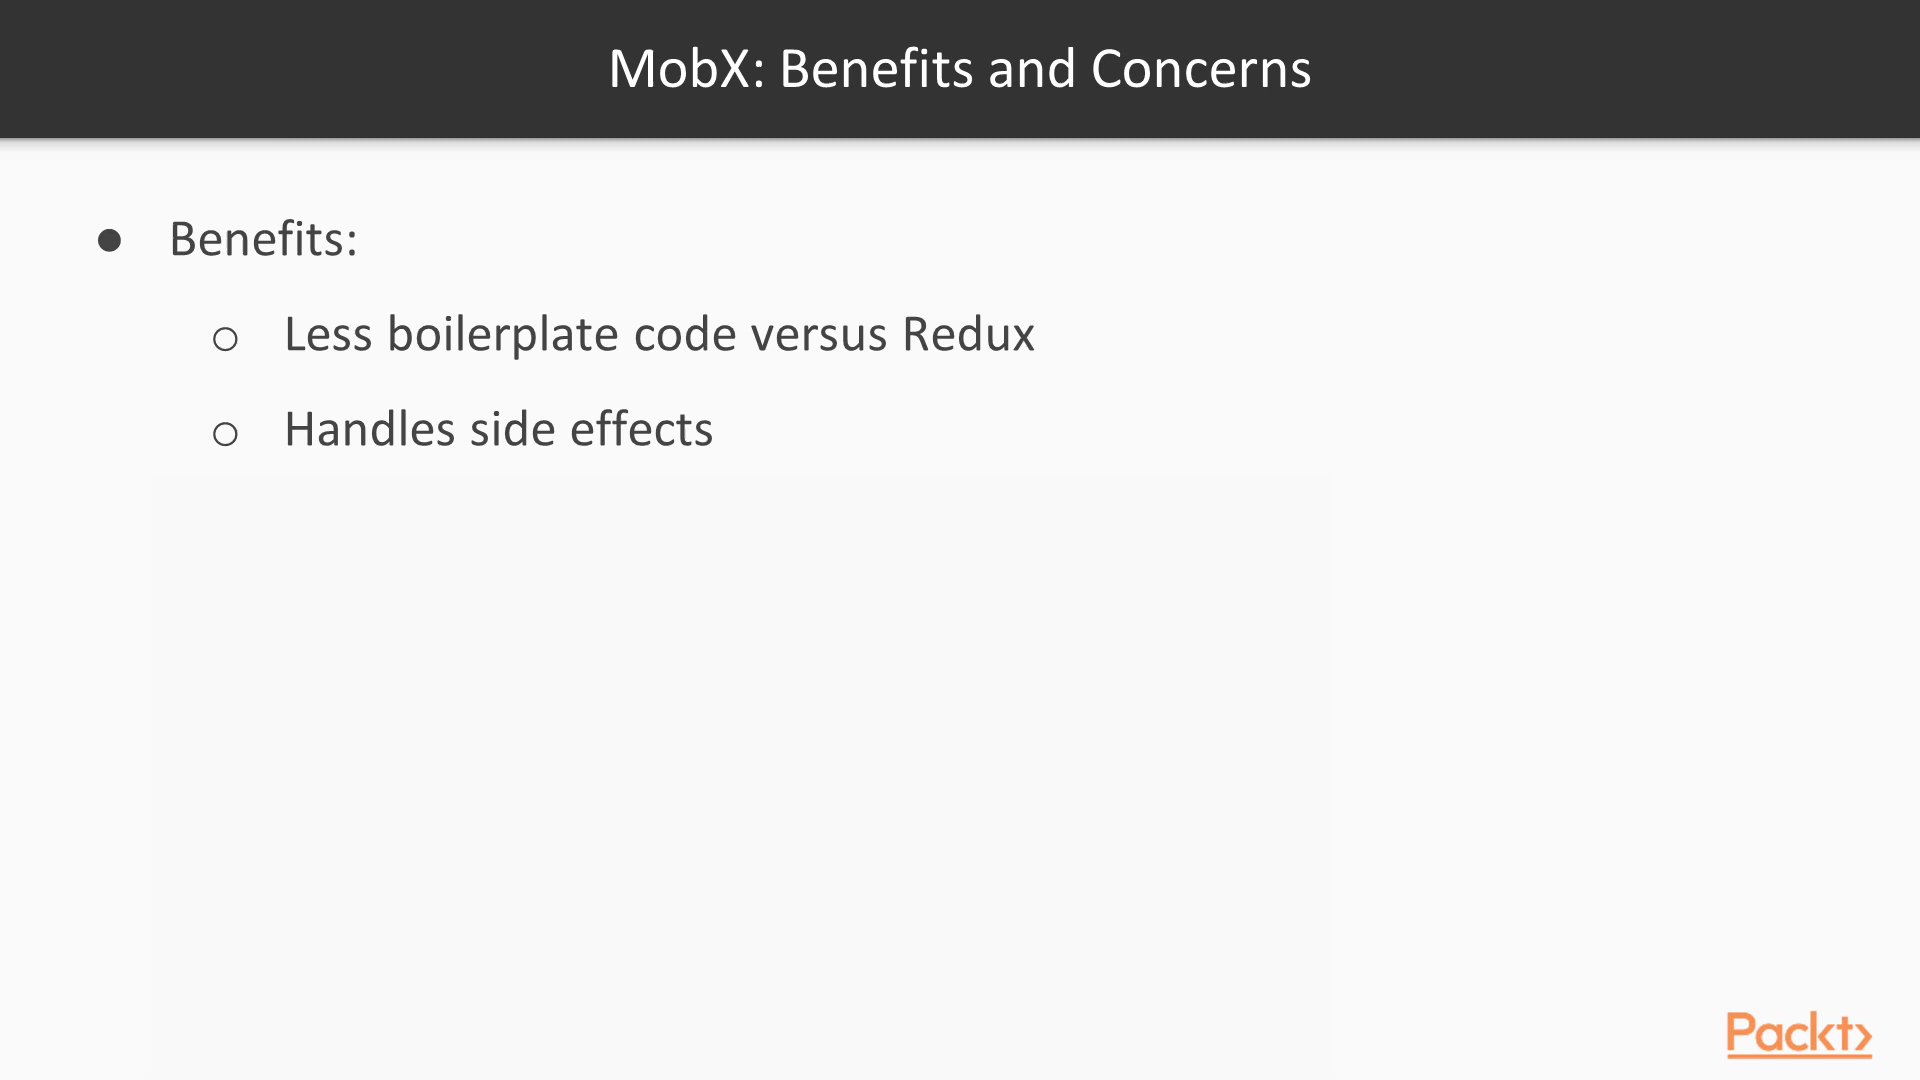 MobX: Benefits and Concerns
● Benefits:
○ Less boilerplate code versus Redux
○ Handles side effects
Packt>